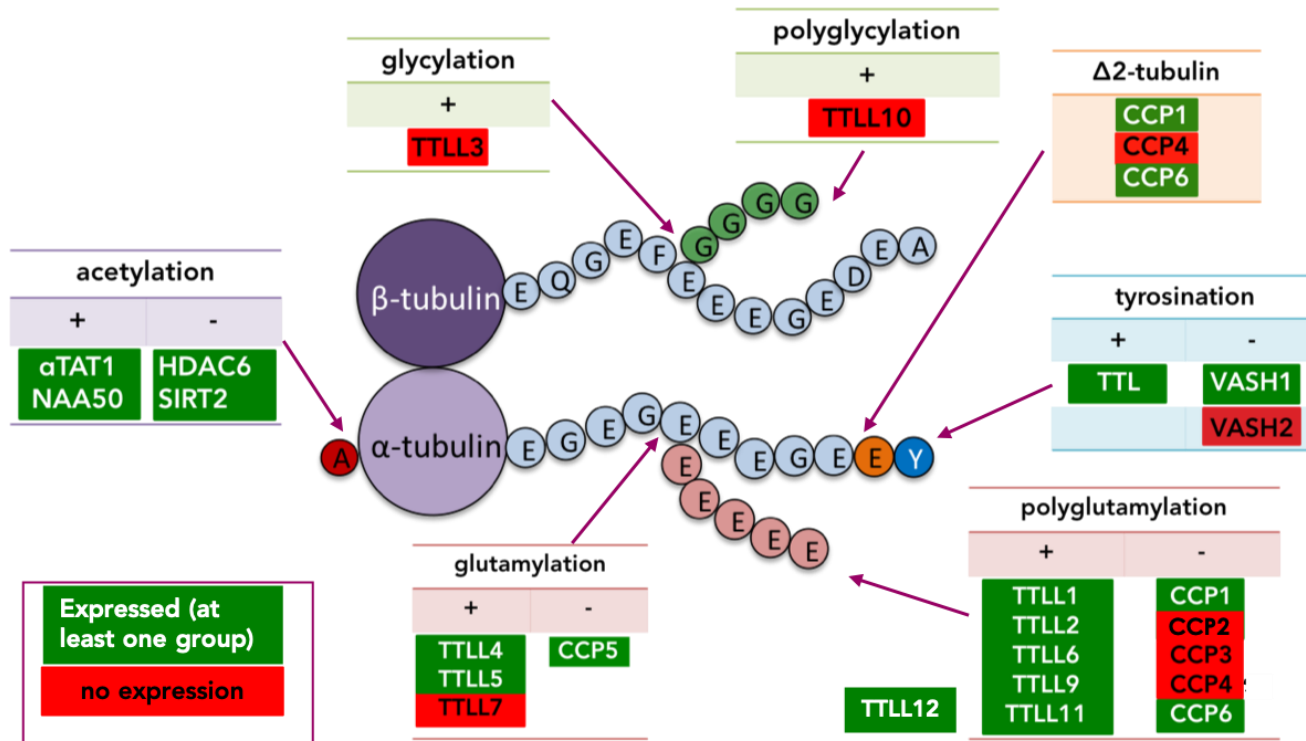 glycylation
+
TTLL3
polyglycylation
+
TTLL10
Δ2-tubulin
CCP1
CCP4
CCP6
acetylation
+ -
αTAT1 HDAC6
NAA50 SIRT2
β-tubulin E Q G E F E E E G E D E A
G G G G
tyrosination
+ -
TTL VASH1
VASH2
A α-tubulin E G E G E E E G E E Y
E E E E E
glutamylation
+ -
TTLL4 CCP5
TTLL5
TTLL7
polyglutamylation
+ -
TTLL1 CCP1
TTLL2 CCP2
TTLL6 CCP3
TTLL9 CCP4
TTLL11 CCP6
TTLL12
Expressed (at
least one group)
no expression